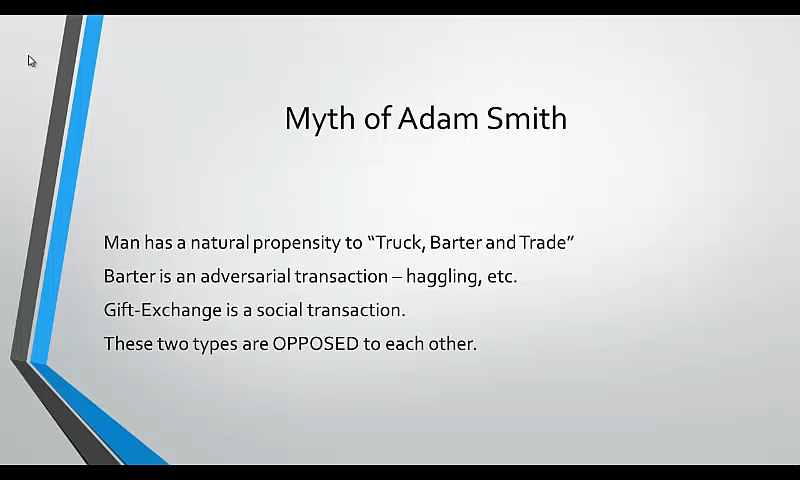 Myth of Adam Smith
Man has a natural propensity to “Truck, Barter and Trade”
Barter is an adversarial transaction – haggling, etc.
Gift-Exchange is a social transaction.
These two types are OPPOSED to each other.